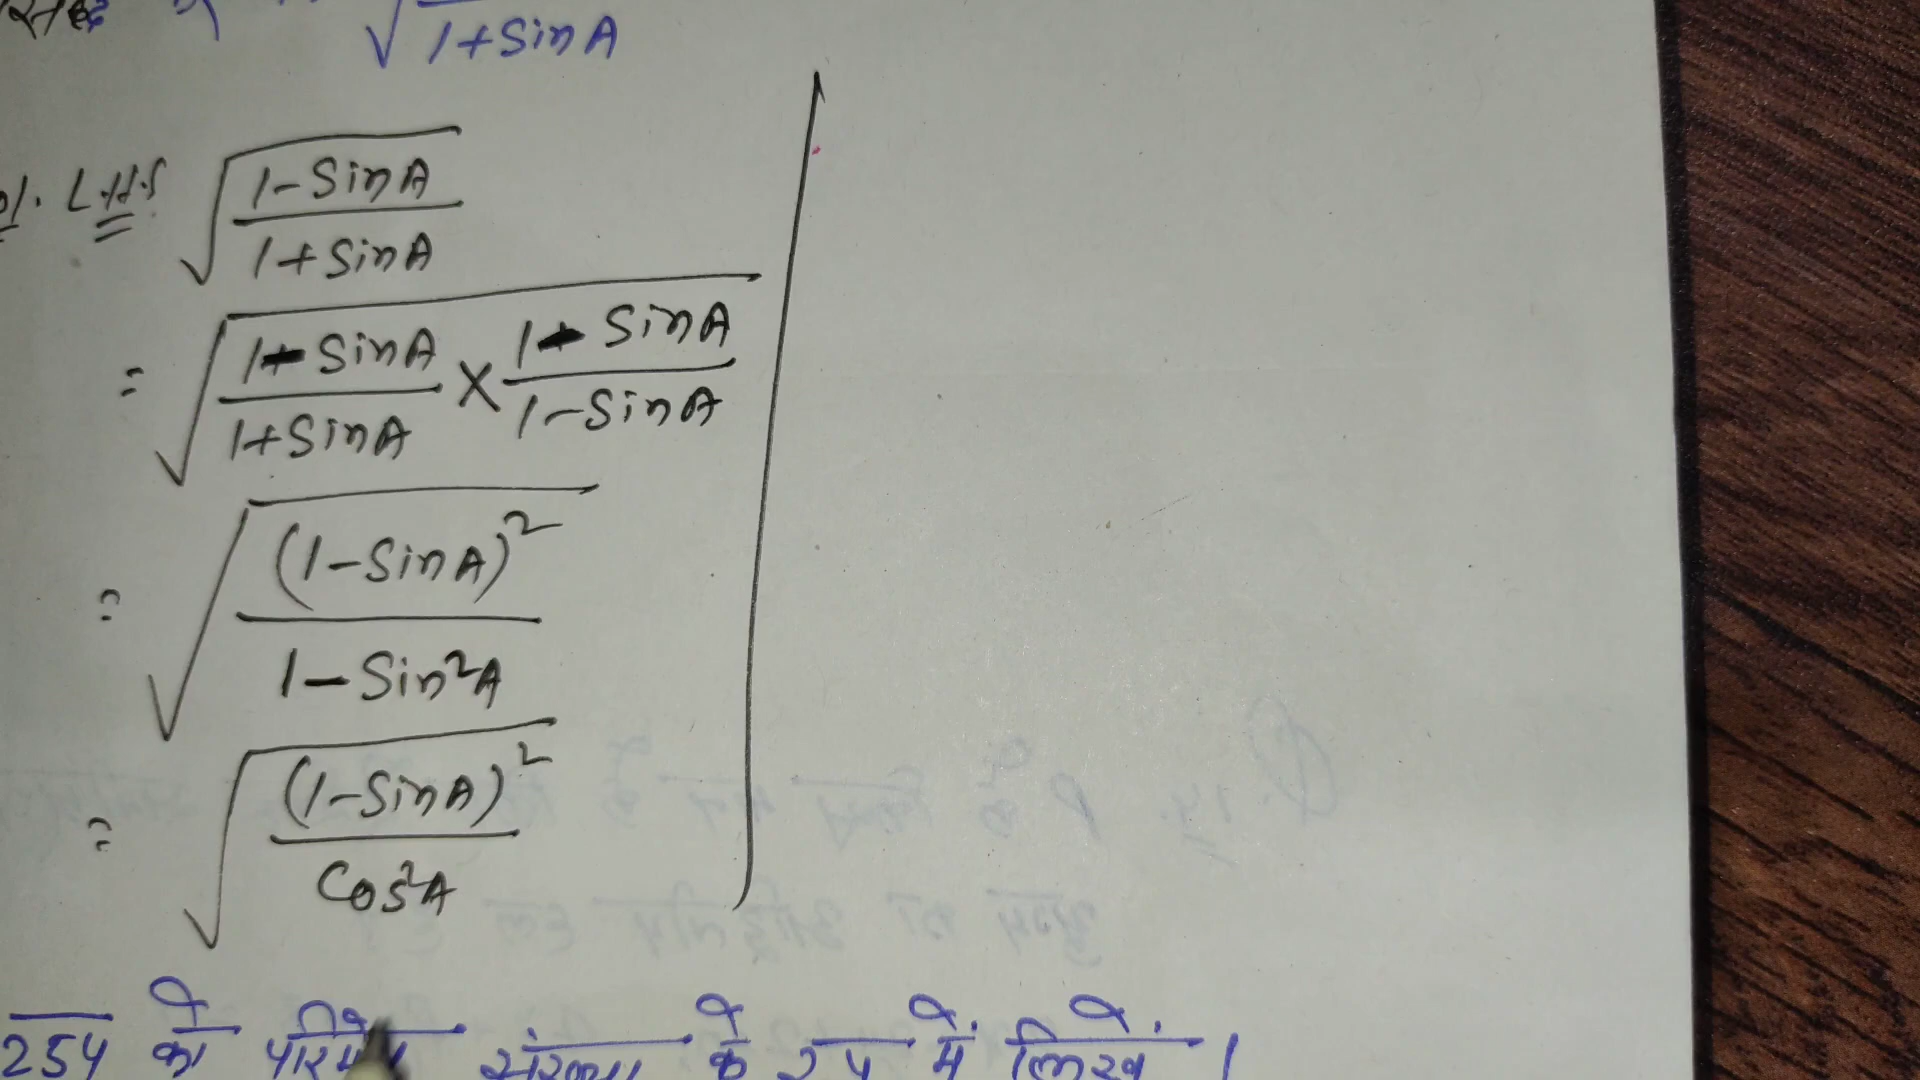 √1+SinA
L.H.S √(1-SinA / 1+SinA)
= √(1-SinA / 1+SinA × 1-SinA / 1-SinA)
= √((1-SinA)² / 1-Sin²A)
= √((1-SinA)² / Cos²A)
254 को संख्या के रूप में लिखें।